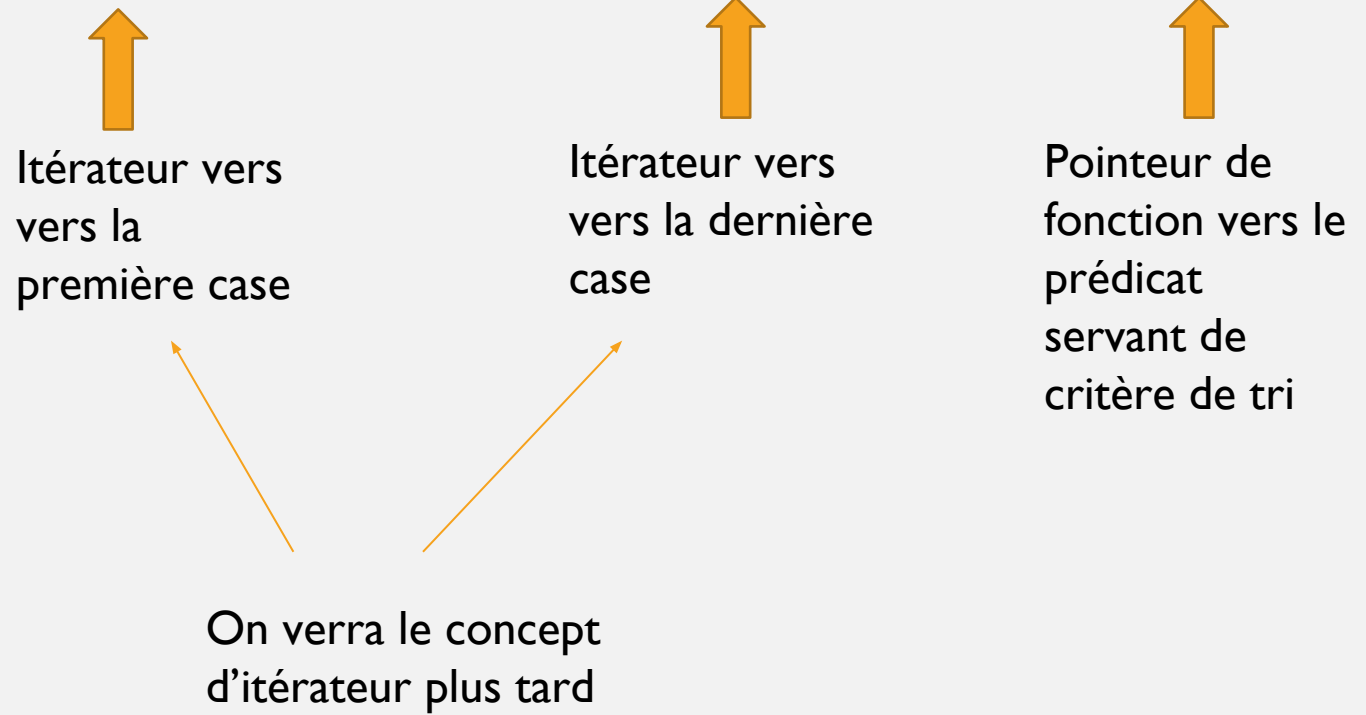 Itérateur vers
vers la
première case
Itérateur vers
vers la dernière
case
Pointeur de
fonction vers le
prédicat
servant de
critère de tri
On verra le concept
d’itérateur plus tard